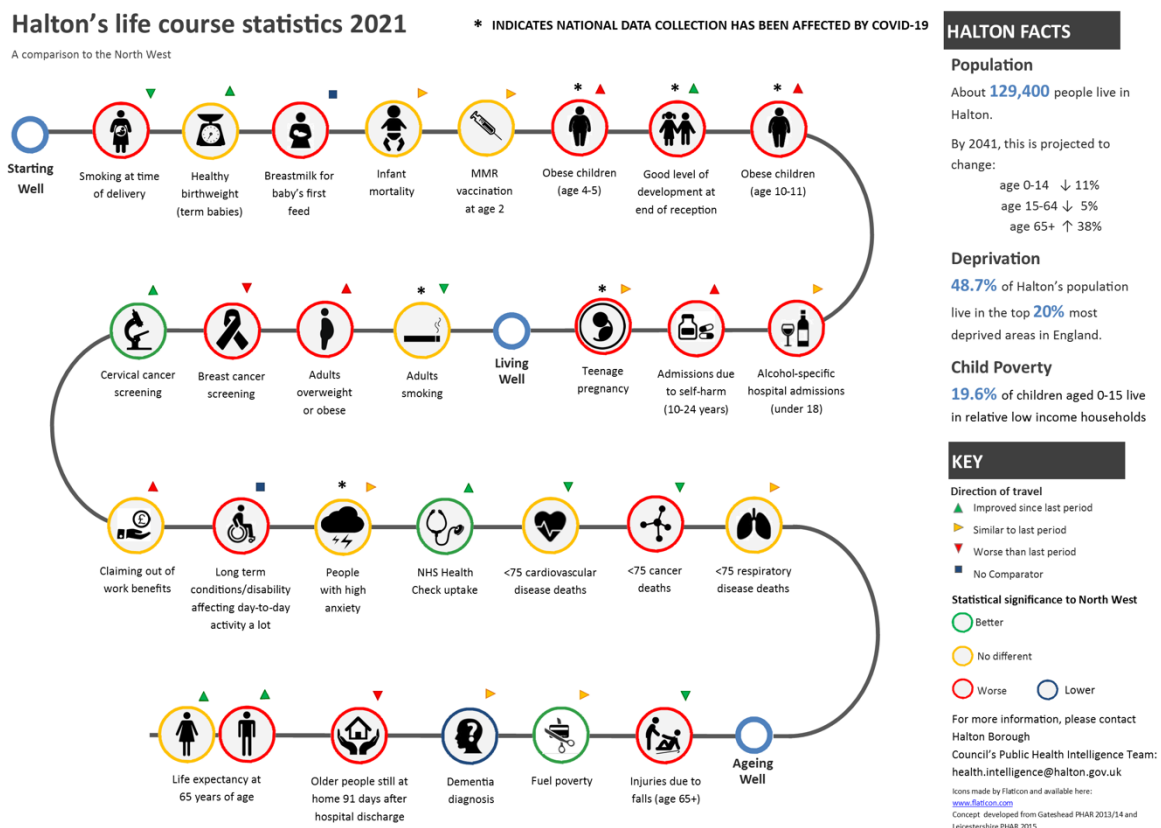 Halton's life course statistics 2021
* INDICATES NATIONAL DATA COLLECTION HAS BEEN AFFECTED BY COVID-19
A comparison to the North West
Starting
Well
Smoking at time
of delivery
Healthy
birthweight
(term babies)
Breastmilk for
baby's first
feed
Infant
mortality
MMR
vaccination
at age 2
*
Obese children
(age 4-5)
*
Good level of
development at
end of reception
*
Obese children
(age 10-11)
Cervical cancer
screening
Breast cancer
screening
Adults
overweight
or obese
*
Adults
smoking
Living
Well
*
Teenage
pregnancy
Admissions due
to self-harm
(10-24 years)
Alcohol-specific
hospital admissions
(under 18)
£
Claiming out of
work benefits
Long term
conditions/disability
affecting day-to-day
activity a lot
*
People
with high
anxiety
NHS Health
Check uptake
<75 cardiovascular
disease deaths
<75 cancer
deaths
<75 respiratory
disease deaths
Life expectancy at
65 years of age
Older people still at
home 91 days after
hospital discharge
?
Dementia
diagnosis
Fuel poverty
Injuries due to
falls (age 65+)
Ageing
Well
HALTON FACTS
Population
About 129,400 people live in
Halton.
By 2041, this is projected to
change:
age 0-14 ↓ 11%
age 15-64 ↓ 5%
age 65+ ↑ 38%
Deprivation
48.7% of Halton's population
live in the top 20% most
deprived areas in England.
Child Poverty
19.6% of children aged 0-15 live
in relative low income households
KEY
Direction of travel
Improved since last period
Similar to last period
Worse than last period
No Comparator
Statistical significance to North West
Better
No different
Worse
Lower
For more information, please contact
Halton Borough
Council's Public Health Intelligence Team:
health.intelligence@halton.gov.uk
Icons made by Flaticon and available here:
www.flaticon.com
Concept developed from Gateshead PHAR 2013/14 and
Leicestershire PHAR 2015